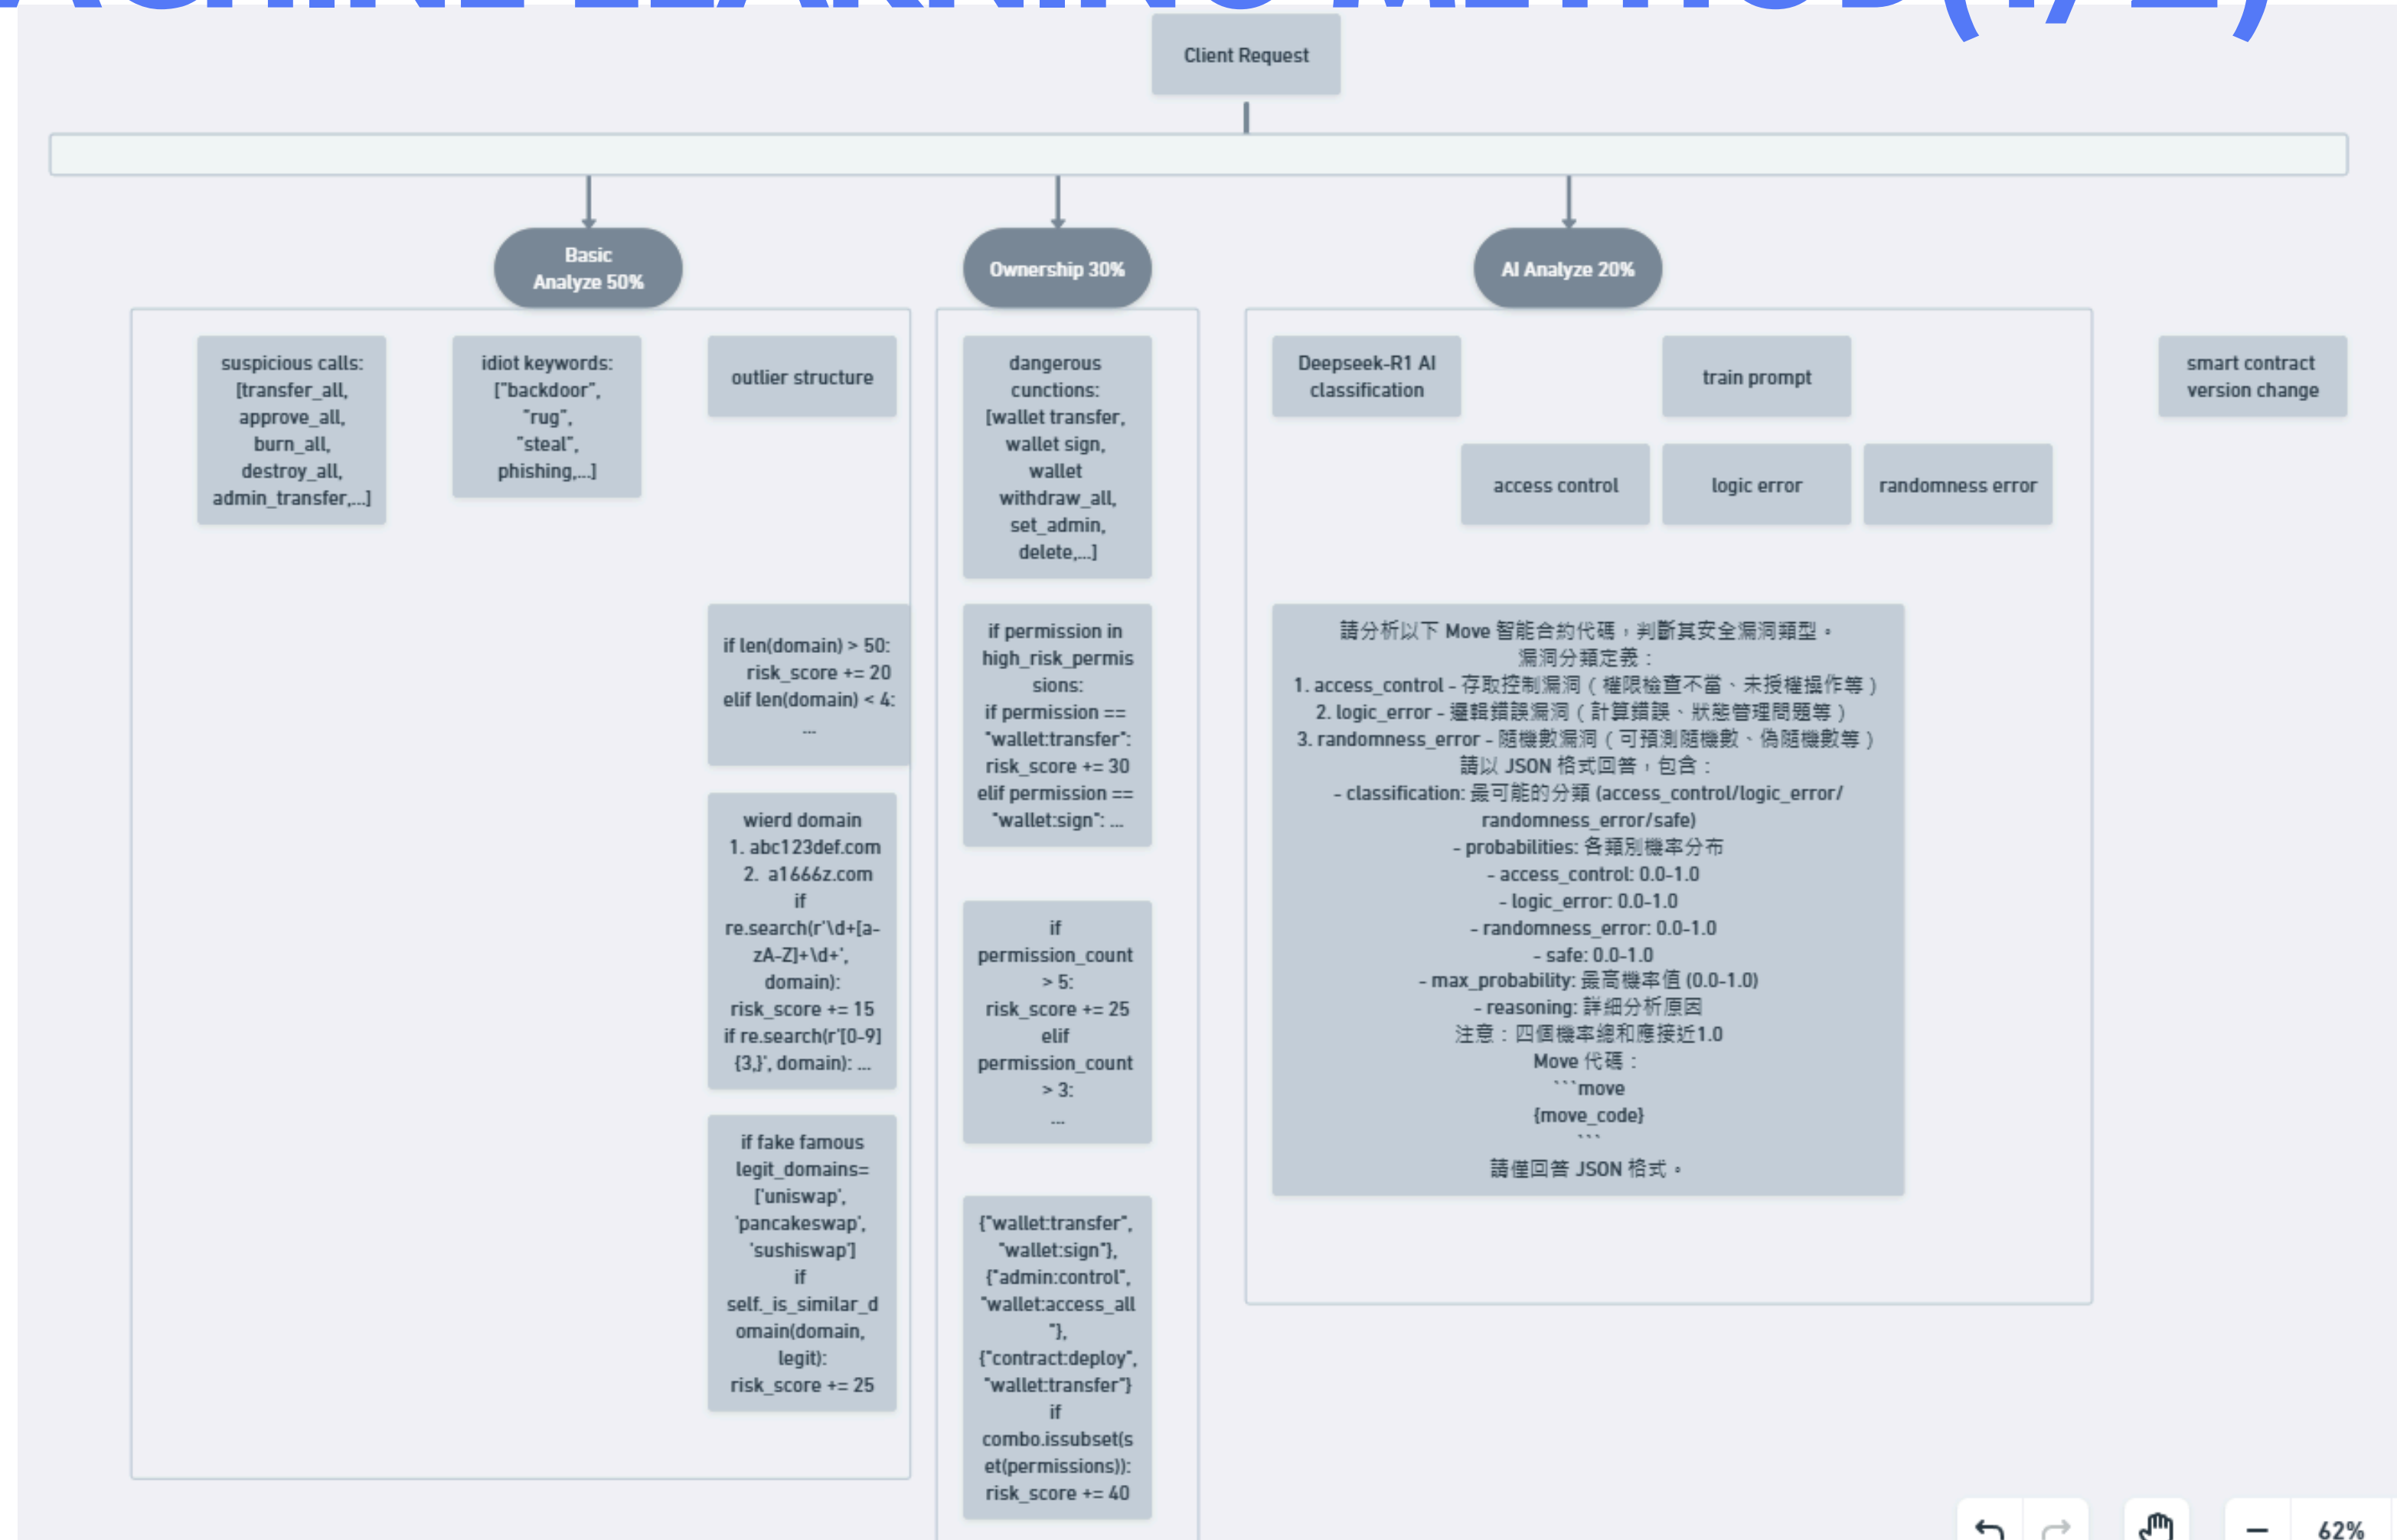 Client Request
Basic
Analyze 50%
Ownership 30%
AI Analyze 20%
suspicious calls:
[transfer_all,
approve_all,
burn_all,
destroy_all,
admin_transfer,...]
idiot keywords:
["backdoor",
"rug",
"steal",
phishing,...]
outlier structure
if len(domain) > 50:
risk_score += 20
elif len(domain) < 4:
...
wierd domain
1. abc123def.com
2. a1666z.com
if
re.search(r'\d+[a-
zA-Z]+\d+',
domain):
risk_score += 15
if re.search(r'[0-9]
{3,}', domain): ...
if fake famous
legit_domains=
['uniswap',
'pancakeswap',
'sushiswap']
if
self._is_similar_d
omain(domain,
legit):
risk_score += 25
dangerous
cunctions:
[wallet transfer,
wallet sign,
wallet
withdraw_all,
set_admin,
delete,...]
if permission in
high_risk_permis
sions:
if permission ==
"wallet:transfer":
risk_score += 30
elif permission ==
"wallet:sign": ...
if
permission_count
> 5:
risk_score += 25
elif
permission_count
> 3:
...
{"wallet:transfer",
"wallet:sign"},
{"admin:control",
"wallet:access_all
"},
{"contract:deploy",
"wallet:transfer"}
if
combo.issubset(s
et(permissions)):
risk_score += 40
Deepseek-R1 AI
classification
train prompt
access control
logic error
randomness error
請分析以下 Move 智能合約代碼，判斷其安全漏洞類型。
漏洞分類定義：
1. access_control - 存取控制漏洞（權限檢查不當、未授權操作等）
2. logic_error - 邏輯錯誤漏洞（計算錯誤、狀態管理問題等）
3. randomness_error - 隨機數漏洞（可預測隨機數、偽隨機數等）
請以 JSON 格式回答，包含：
- classification: 最可能的分類 (access_control/logic_error/
randomness_error/safe)
- probabilities: 各類別機率分布
- access_control: 0.0-1.0
- logic_error: 0.0-1.0
- randomness_error: 0.0-1.0
- safe: 0.0-1.0
- max_probability: 最高機率值 (0.0-1.0)
- reasoning: 詳細分析原因
注意：四個機率總和應接近1.0
Move 代碼：
```move
{move_code}
```
請僅回答 JSON 格式。
smart contract
version change
62%